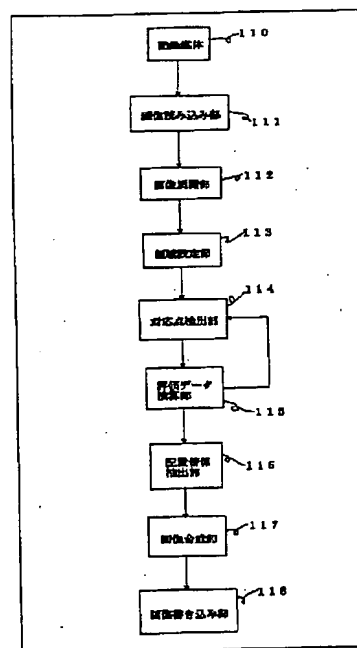 110
記録媒体
画像読み込み部
111
画像展開部
112
領域設定部
113
114
対応点検出部
評価データ
演算部
115
配置情報
抽出部
116
画像合成部
117
画像書き込み部
118